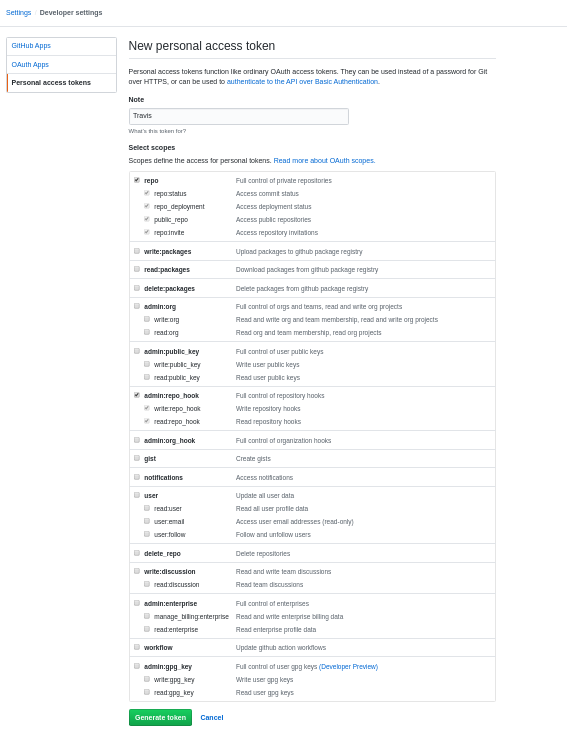 Settings Developer settings
GitHub Apps
OAuth Apps
Personal access tokens
New personal access token
Personal access tokens function like ordinary OAuth access tokens. They can be used instead of a password for Git
over HTTPS, or can be used to authenticate to the API over Basic Authentication.
Note
Travis
What's this token for?
Select scopes
Scopes define the access for personal tokens. Read more about OAuth scopes.
repo Full control of private repositories
repo:status Access commit status
repo_deployment Access deployment status
public_repo Access public repositories
repo:invite Access repository invitations
write:packages Upload packages to github package registry
read:packages Download packages from github package registry
delete:packages Delete packages from github package registry
admin:org Full control of orgs and teams, read and write org projects
write:org Read and write org and team membership, read and write org projects
read:org Read org and team membership, read org projects
admin:public_key Full control of user public keys
write:public_key Write user public keys
read:public_key Read user public keys
admin:repo_hook Full control of repository hooks
write:repo_hook Write repository hooks
read:repo_hook Read repository hooks
admin:org_hook Full control of organization hooks
gist Create gists
notifications Access notifications
user Update all user data
read:user Read all user profile data
user:email Access user email addresses (read-only)
user:follow Follow and unfollow users
delete_repo Delete repositories
write:discussion Read and write team discussions
read:discussion Read team discussions
admin:enterprise Full control of enterprises
manage_billing:enterprise Read and write enterprise billing data
read:enterprise Read enterprise profile data
workflow Update github action workflows
admin:gpg_key Full control of user gpg keys (Developer Preview)
write:gpg_key Write user gpg keys
read:gpg_key Read user gpg keys
Generate token Cancel